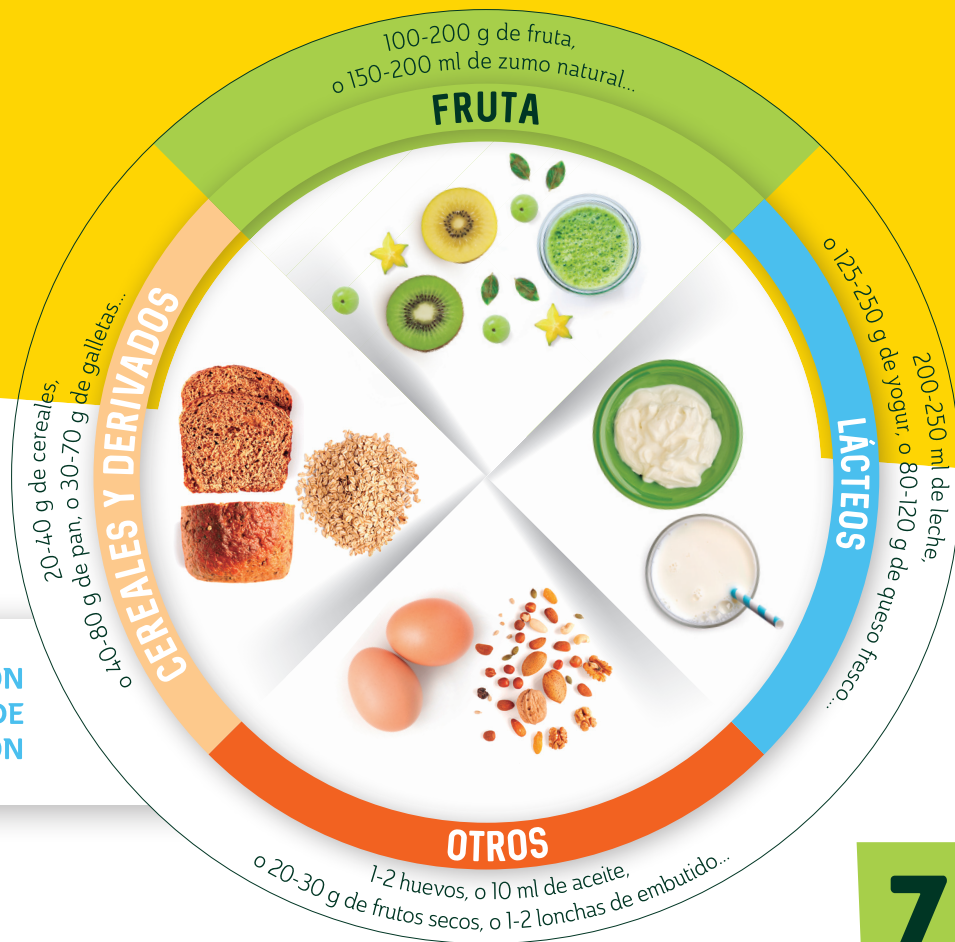 100-200 g de fruta,
o 150-200 ml de zumo natural...
FRUTA
200-250 ml de leche,
o 125-250 g de yogur, o 80-120 g de queso fresco...
LÁCTEOS
20-40 g de cereales,
o 40-80 g de pan, o 30-70 g de galletas...
CEREALES Y DERIVADOS
OTROS
1-2 huevos, o 10 ml de aceite,
o 20-30 g de frutos secos, o 1-2 lonchas de embutido...
ÓN
DE
ÓN
7